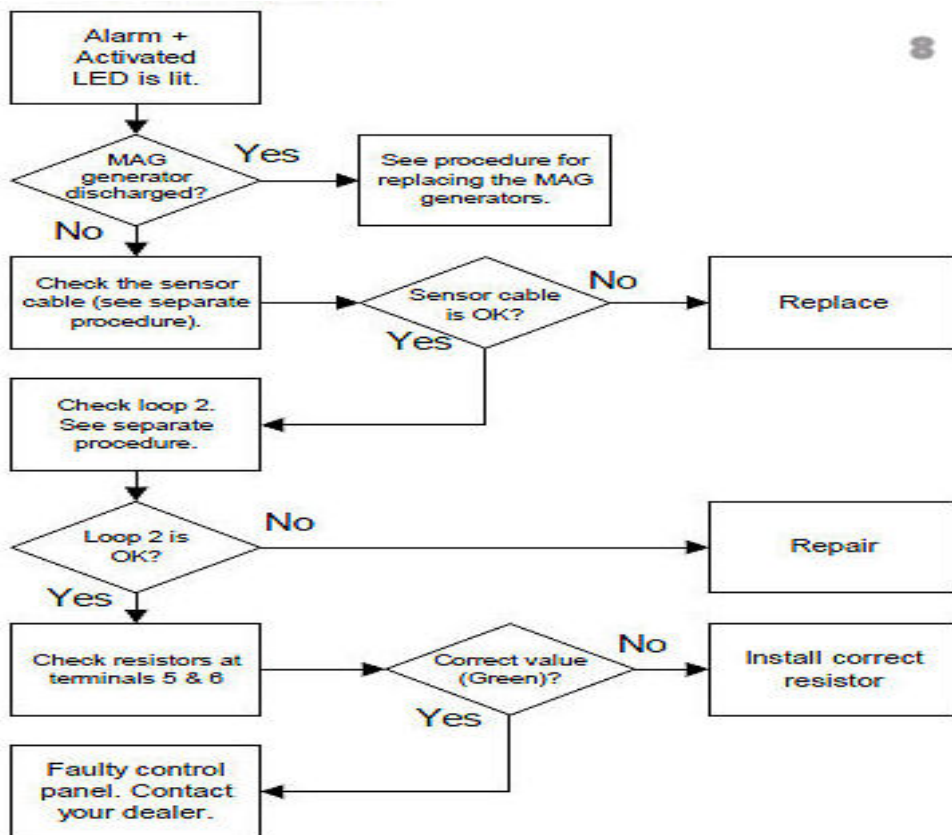 Alarm +
Activated
LED is lit.
8
MAG
generator
discharged?
Yes
See procedure for
replacing the MAG
generators.
No
Check the sensor
cable (see separate
procedure).
Sensor cable
is OK?
No
Replace
Yes
Check loop 2.
See separate
procedure.
Loop 2 is
OK?
No
Repair
Yes
Check resistors at
terminals 5 & 6
Correct value
(Green)?
No
Install correct
resistor
Yes
Faulty control
panel. Contact
your dealer.